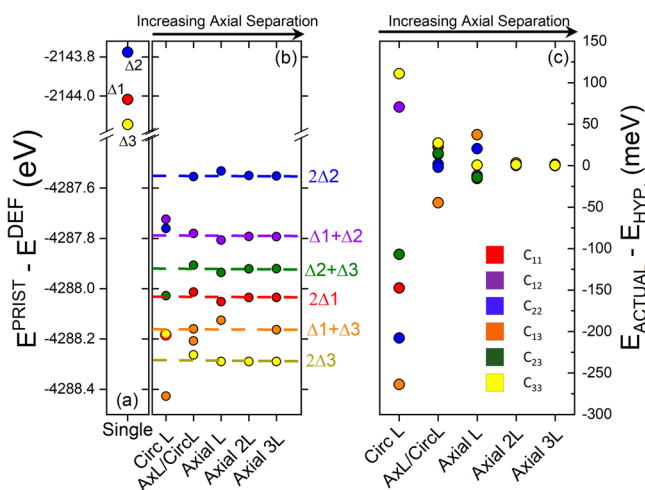 Increasing Axial Separation
Increasing Axial Separation
E^PRIST - E^DEF (eV)
-2143.8
-2144.0
-4287.6
-4287.8
-4288.0
-4288.2
-4288.4
Δ2
Δ1
Δ3
(a)
Single
(b)
2Δ2
Δ1+Δ2
Δ2+Δ3
2Δ1
Δ1+Δ3
2Δ3
Circ L
AxL/CircL
Axial L
Axial 2L
Axial 3L
(c)
C₁₁
C₁₂
C₂₂
C₁₃
C₂₃
C₃₃
Circ L
AxL/CircL
Axial L
Axial 2L
Axial 3L
150
100
50
0
-50
-100
-150
-200
-250
-300
E_ACTUAL - E_HYP. (meV)